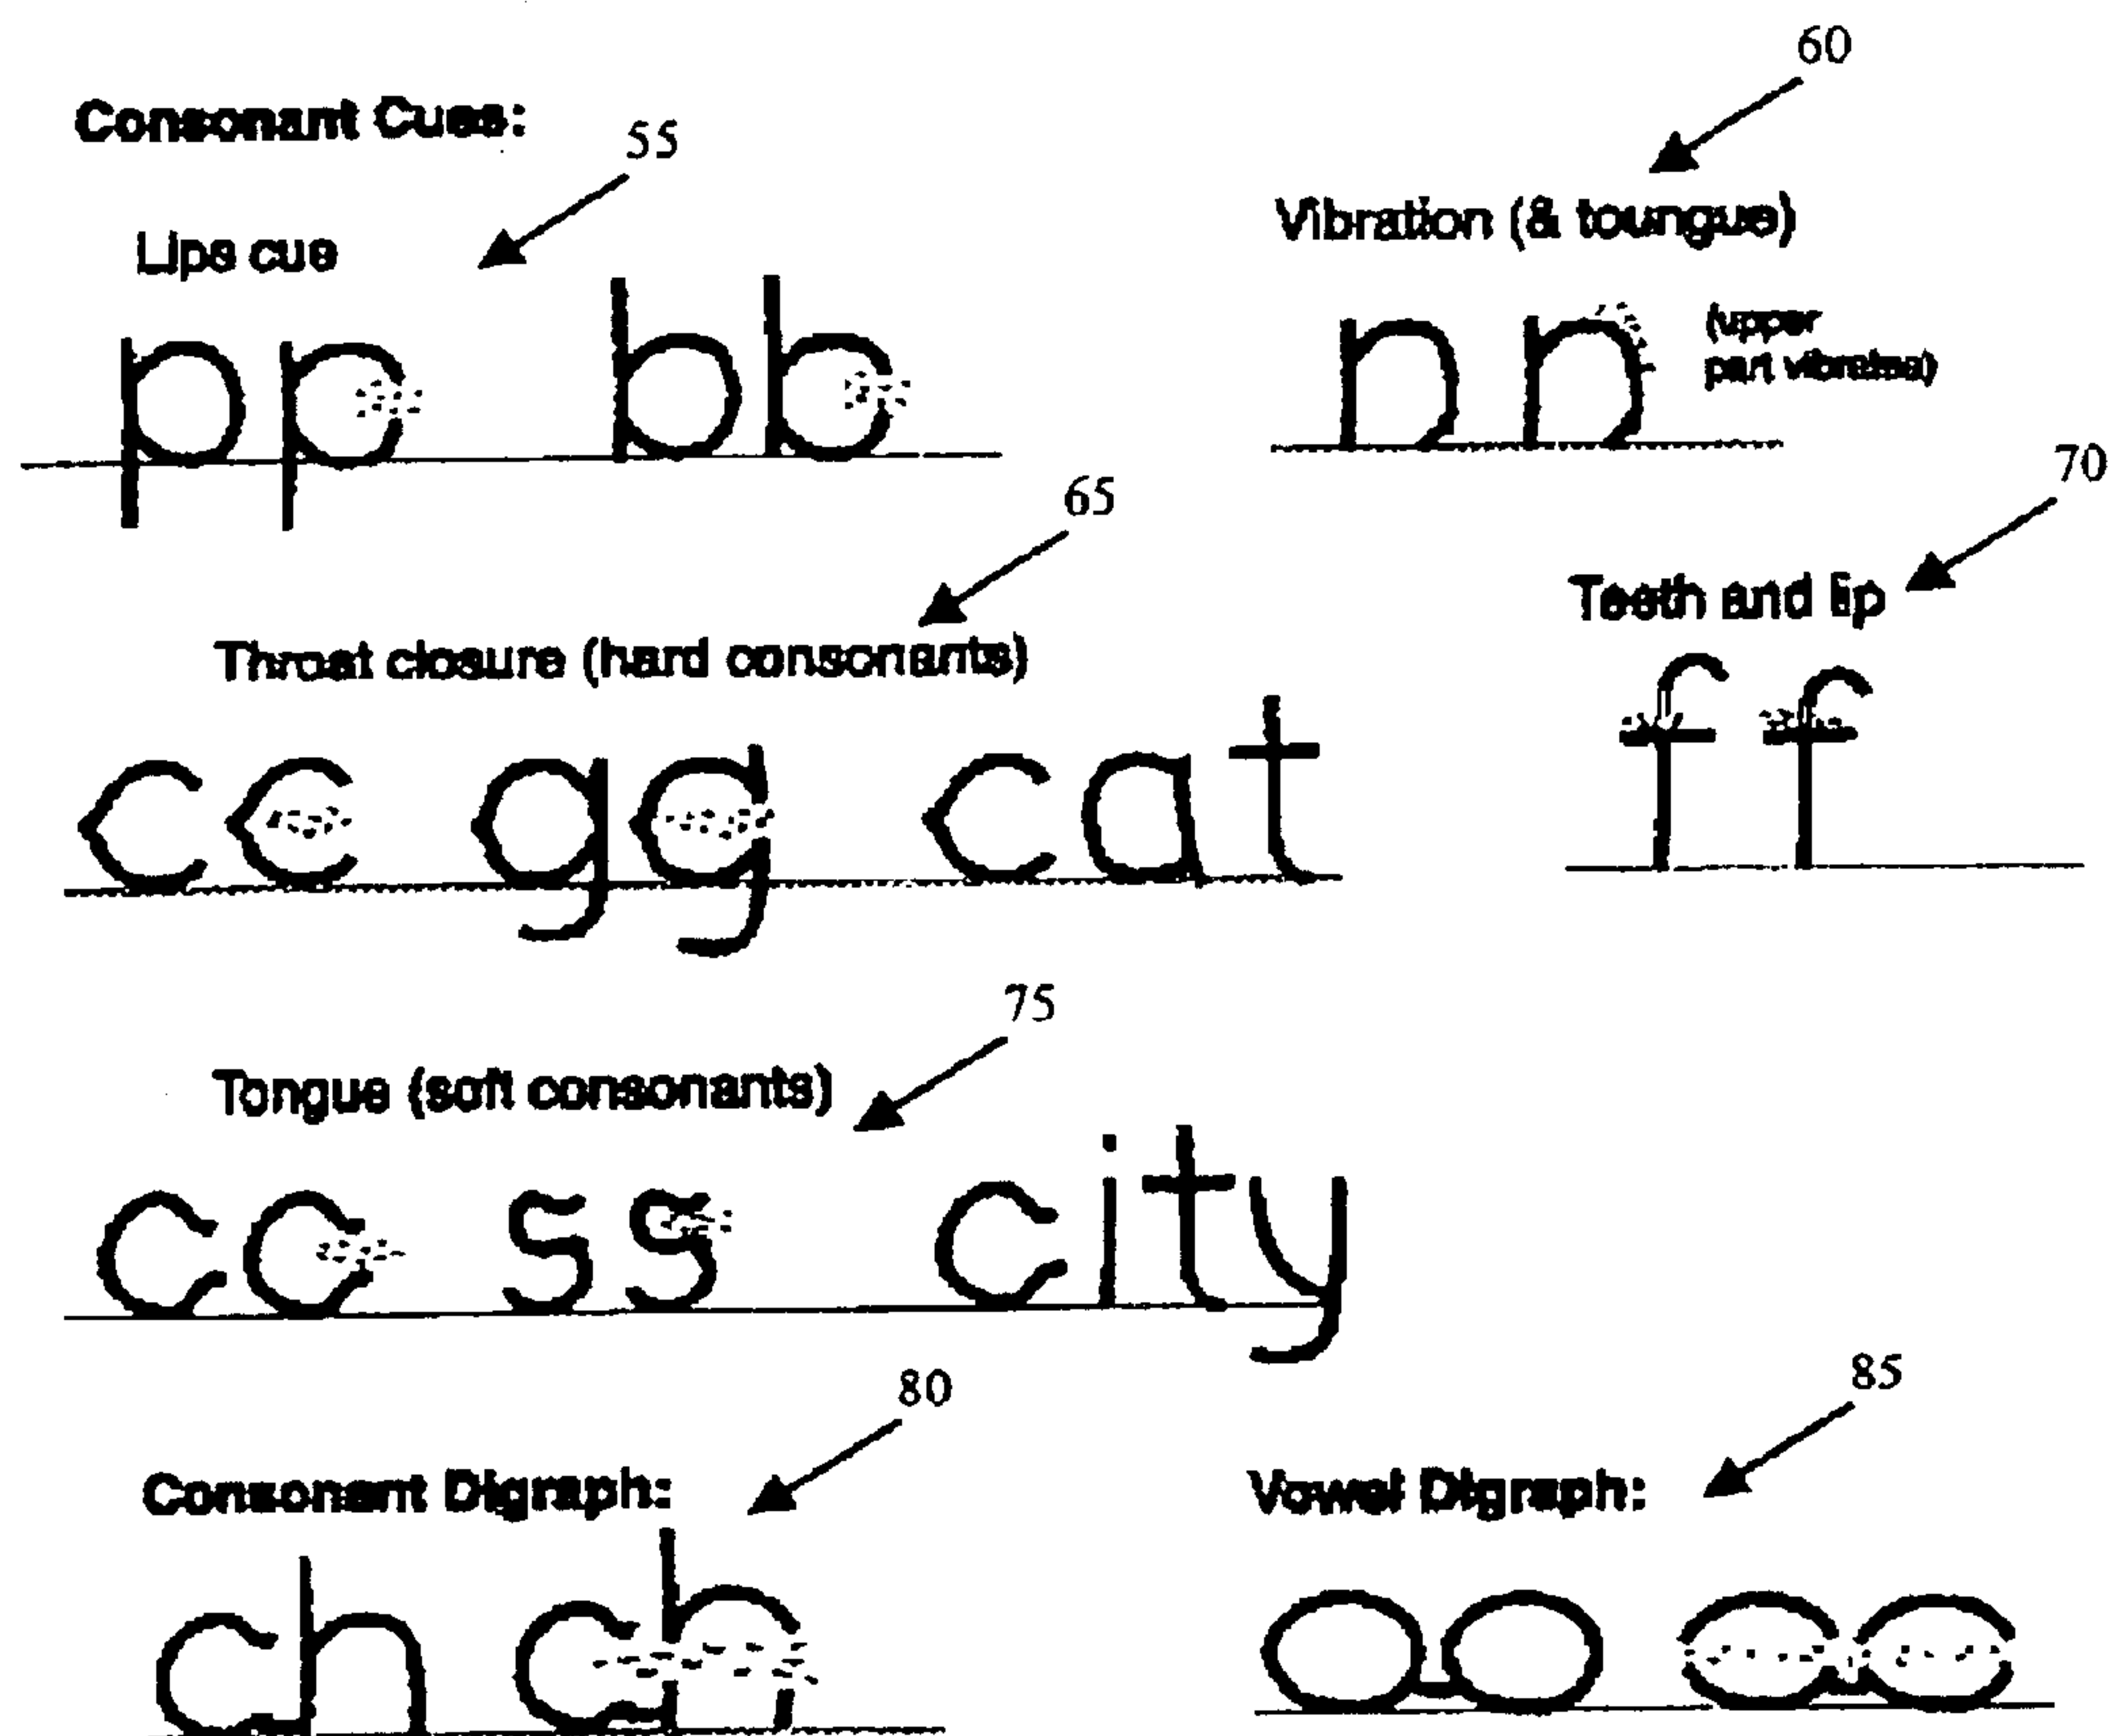 60
Consonant Cues:
55
Vibration (& toungue)
Lips cue
pp bb
nn
(upper
part vibrates)
70
65
Teeth and lip
Throat closure (hard consonants)
ff
cc gg cat
75
Tongue (soft consonants)
cc ss city
80
85
Consonant Digraph:
Vowel Digraph:
ch ch
oo oo